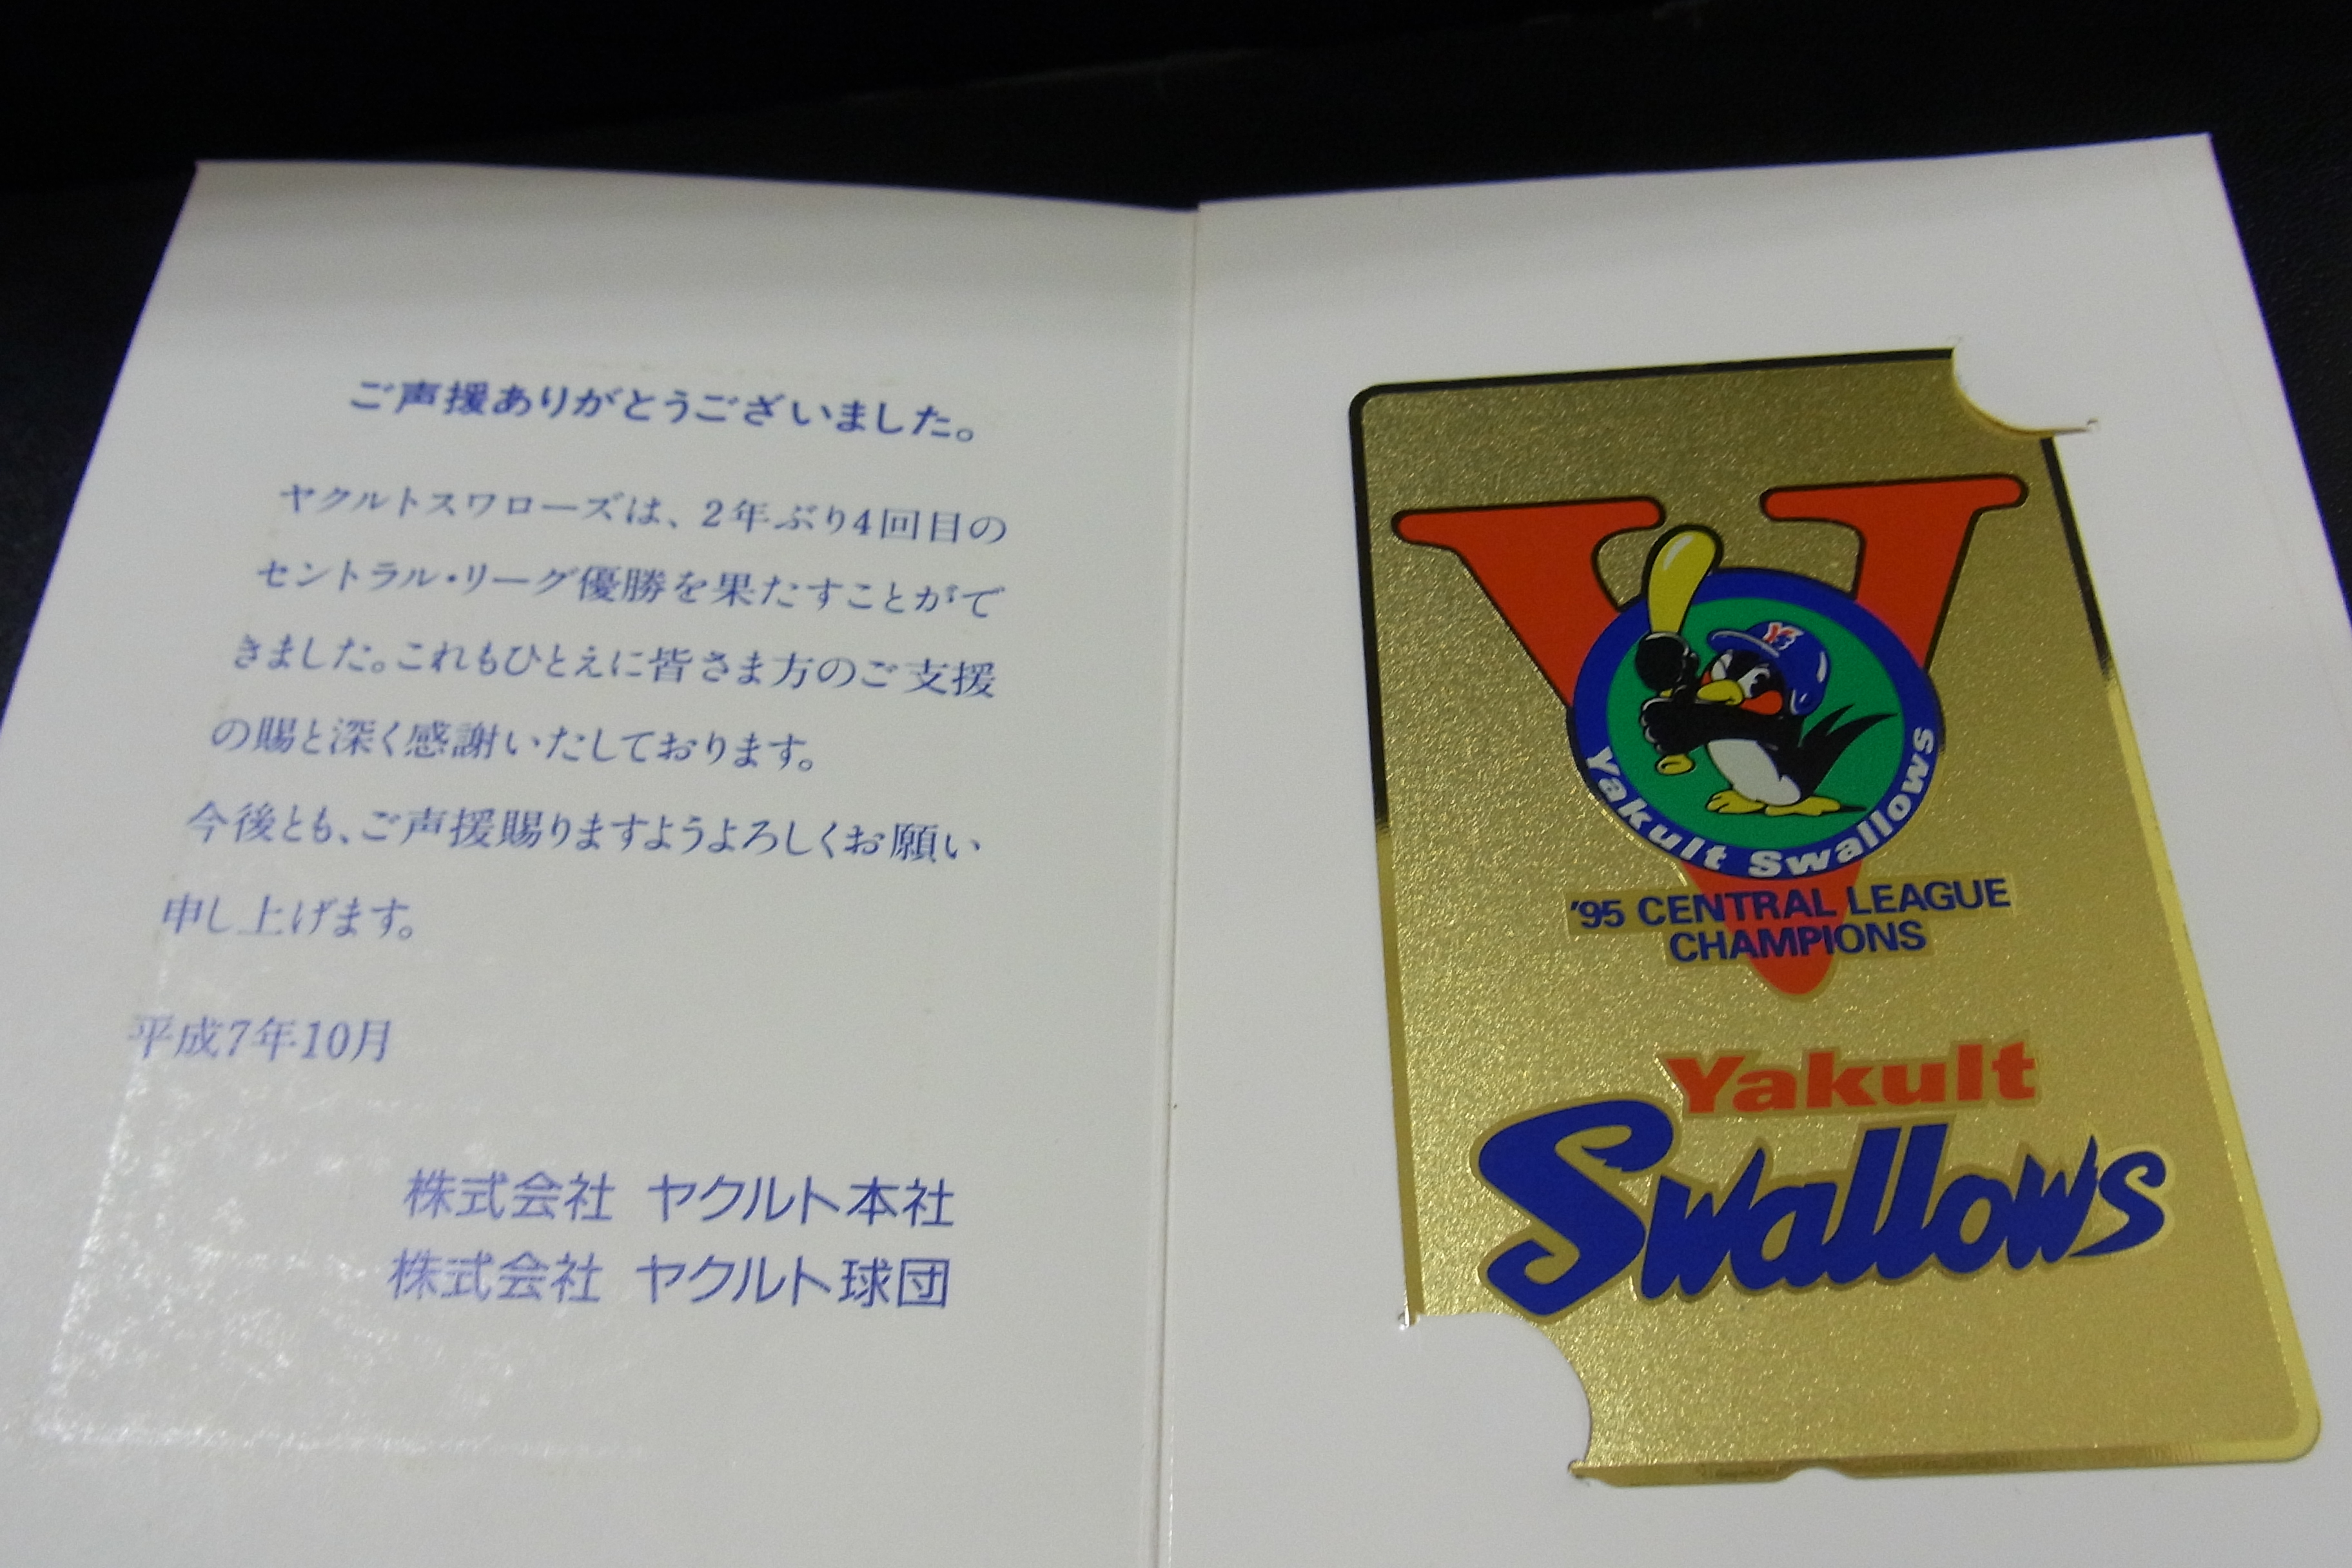 ご声援ありがとうございました。
ヤクルトスワローズは、2年ぶり4回目の
セントラル・リーグ優勝を果たすことがで
きました。これもひとえに皆さま方のご支援
の賜と深く感謝いたしております。
今後とも、ご声援賜りますようよろしくお願い
申し上げます。
平成7年10月
株式会社 ヤクルト本社
株式会社 ヤクルト球団
YS
Yakult Swallows
'95 CENTRAL LEAGUE
CHAMPIONS
Yakult
Swallows